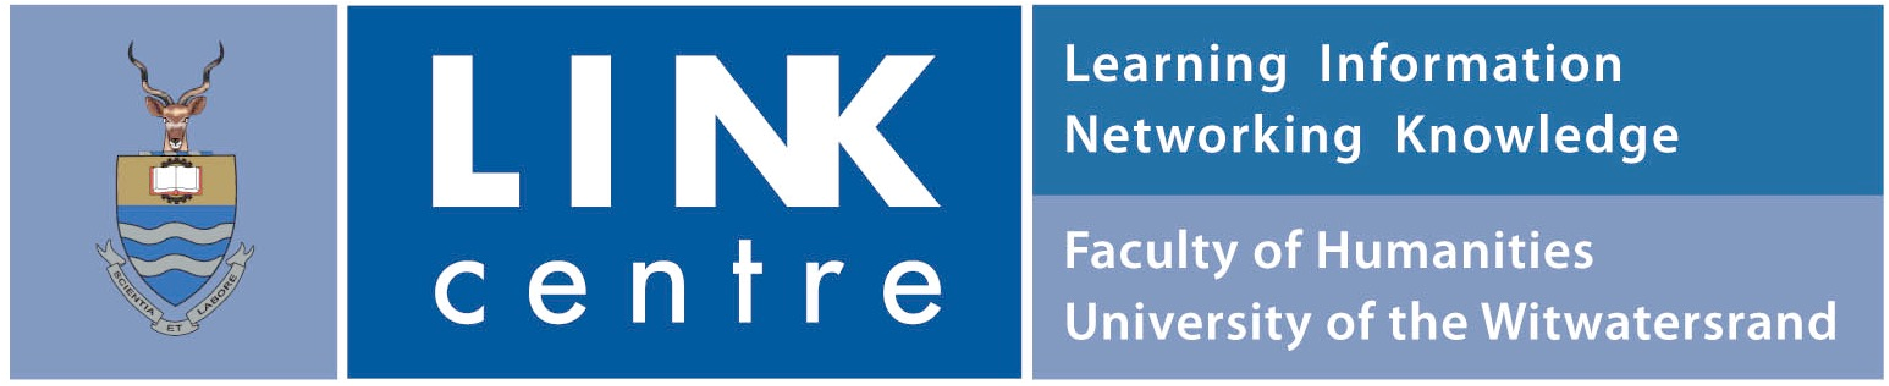 SCIENTIA ET LABORE
LINK
centre
Learning Information
Networking Knowledge
Faculty of Humanities
University of the Witwatersrand